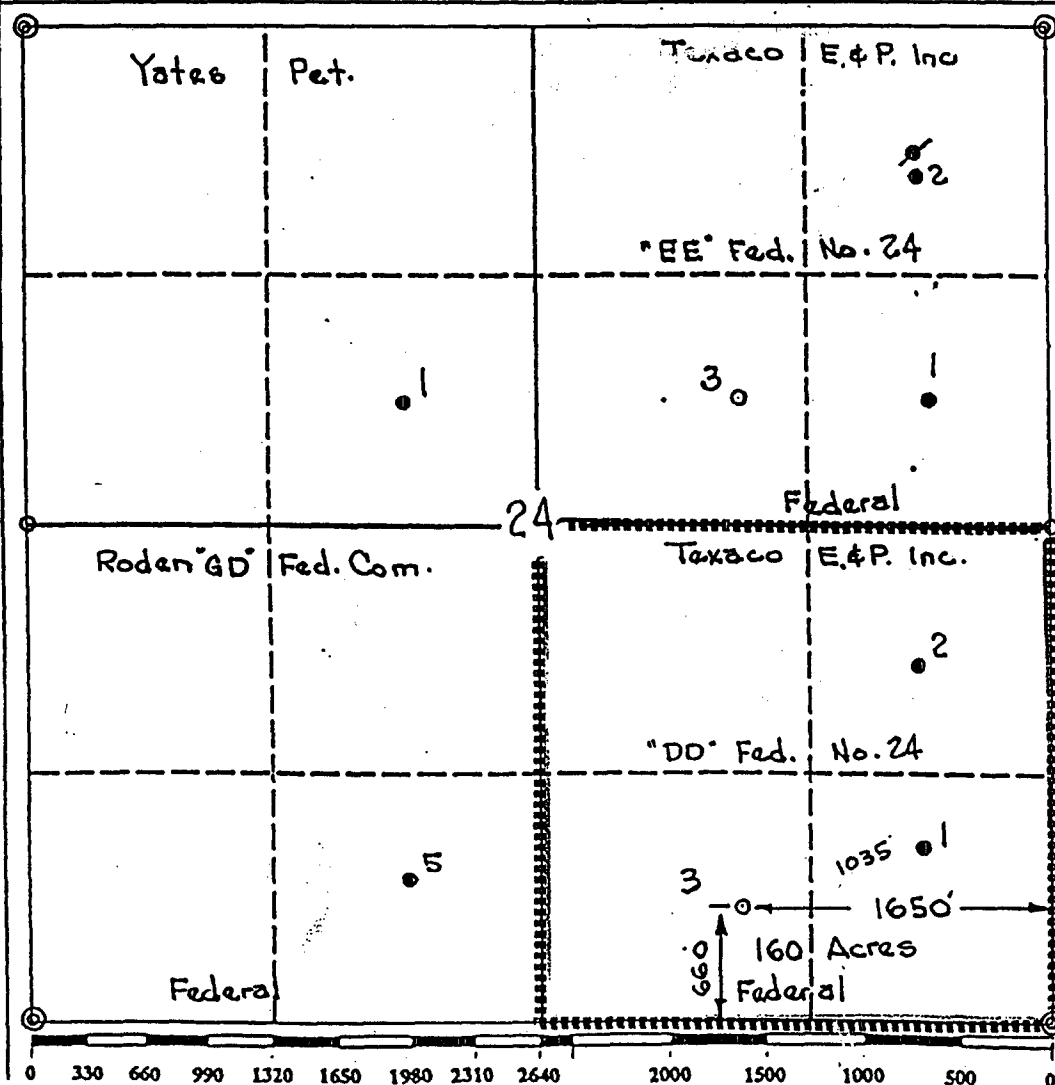 Yates Pet.
Texaco E.&P. Inc
2
"EE" Fed. No. 24
1
3
1
Federal
24
Roden "GD" Fed. Com.
Texaco E.&P. Inc.
2
"DD" Fed. No. 24
1
1035'
5
3
1650'
660'
160 Acres
Federal
Federal
0 330 660 990 1320 1650 1980 2310 2640 2000 1500 1000 500 0